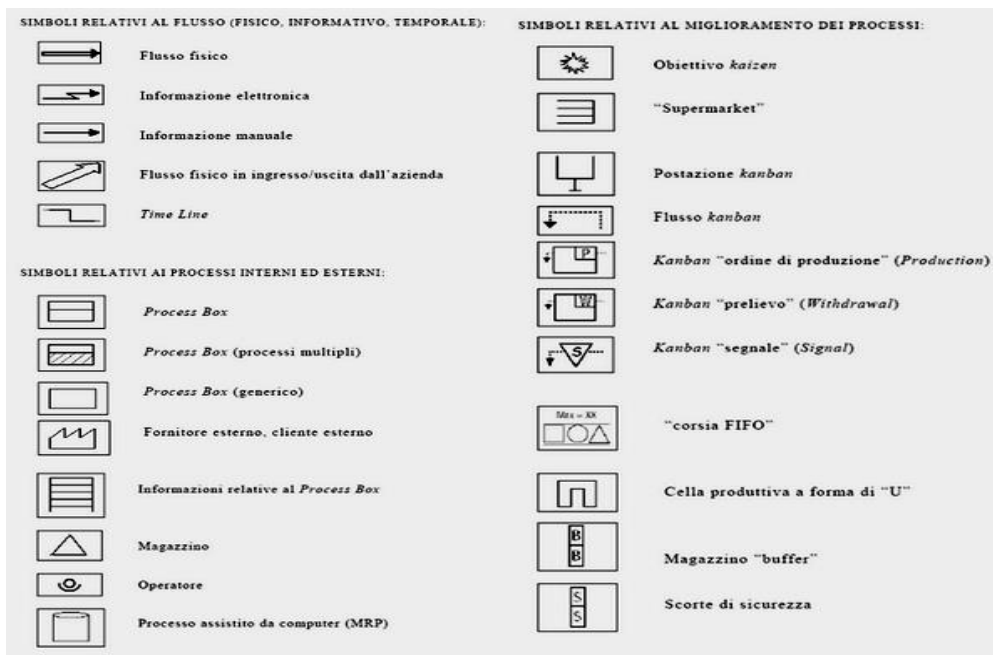 SIMBOLI RELATIVI AL FLUSSO (FISICO, INFORMATIVO, TEMPORALE):
Flusso fisico
Informazione elettronica
Informazione manuale
Flusso fisico in ingresso/uscita dall'azienda
Time Line
SIMBOLI RELATIVI AI PROCESSI INTERNI ED ESTERNI:
Process Box
Process Box (processi multipli)
Process Box (generico)
Fornitore esterno, cliente esterno
Informazioni relative al Process Box
Magazzino
Operatore
Processo assistito da computer (MRP)
SIMBOLI RELATIVI AL MIGLIORAMENTO DEI PROCESSI:
Obiettivo kaizen
"Supermarket"
Postazione kanban
Flusso kanban
P
Kanban "ordine di produzione" (Production)
W
Kanban "prelievo" (Withdrawal)
S
Kanban "segnale" (Signal)
Max = XX
"corsia FIFO"
Cella produttiva a forma di "U"
B
B
Magazzino "buffer"
S
S
Scorte di sicurezza